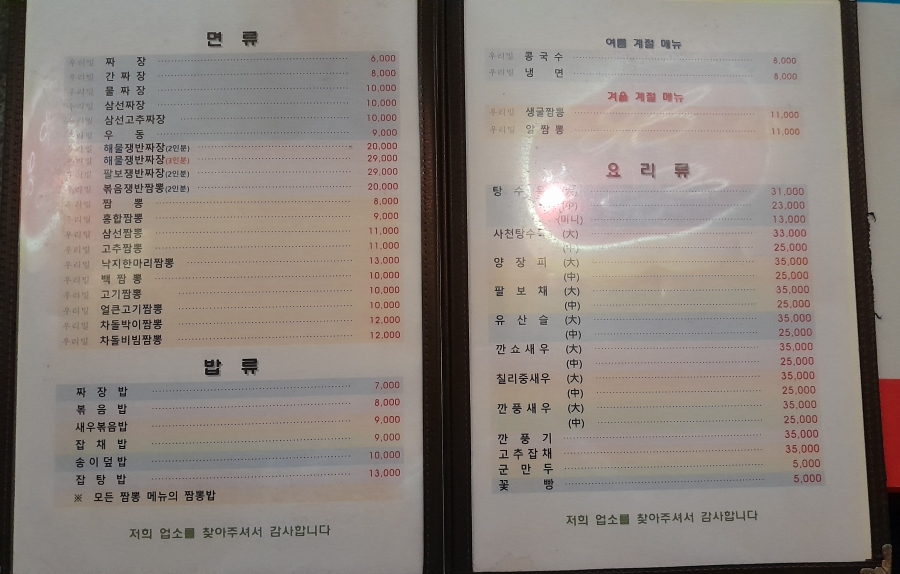 면 류
우리밀 짜 장 6,000
우리밀 간 짜 장 8,000
우리밀 물 짜 장 10,000
우리밀 삼선짜장 10,000
우리밀 삼선고추짜장 10,000
우리밀 우 동 9,000
우리밀 해물쟁반짜장(2인분) 20,000
우리밀 해물쟁반짜장(3인분) 29,000
우리밀 팔보쟁반짜장(2인분) 29,000
우리밀 볶음쟁반짬뽕(2인분) 20,000
우리밀 짬 뽕 8,000
우리밀 홍합짬뽕 9,000
우리밀 삼선짬뽕 11,000
우리밀 고추짬뽕 11,000
우리밀 낙지한마리짬뽕 13,000
우리밀 백 짬 뽕 10,000
우리밀 고기짬뽕 10,000
우리밀 얼큰고기짬뽕 10,000
우리밀 차돌박이짬뽕 12,000
우리밀 차돌비빔짬뽕 12,000
밥 류
짜 장 밥 7,000
볶 음 밥 8,000
새우볶음밥 9,000
잡 채 밥 9,000
송이덮밥 10,000
잡 탕 밥 13,000
※ 모든 짬뽕 메뉴의 짬뽕밥
저희 업소를 찾아주셔서 감사합니다
여름 계절 메뉴
우리밀 콩 국 수 8,000
우리밀 냉 면 8,000
겨울 계절 메뉴
우리밀 생굴짬뽕 11,000
우리밀 알 짬 뽕 11,000
요 리 류
탕 수 31,000
(中) 23,000
(미니) 13,000
사천탕수 (大) 33,000
(中) 25,000
양 장 피 (大) 35,000
(中) 25,000
팔 보 채 (大) 35,000
(中) 25,000
유 산 슬 (大) 35,000
(中) 25,000
깐 쇼 새 우 (大) 35,000
(中) 25,000
칠리중새우 (大) 35,000
(中) 25,000
깐 풍 새 우 (大) 35,000
(中) 25,000
깐 풍 기 35,000
고추잡채 35,000
군 만 두 5,000
꽃 빵 5,000
저희 업소를 찾아주셔서 감사합니다